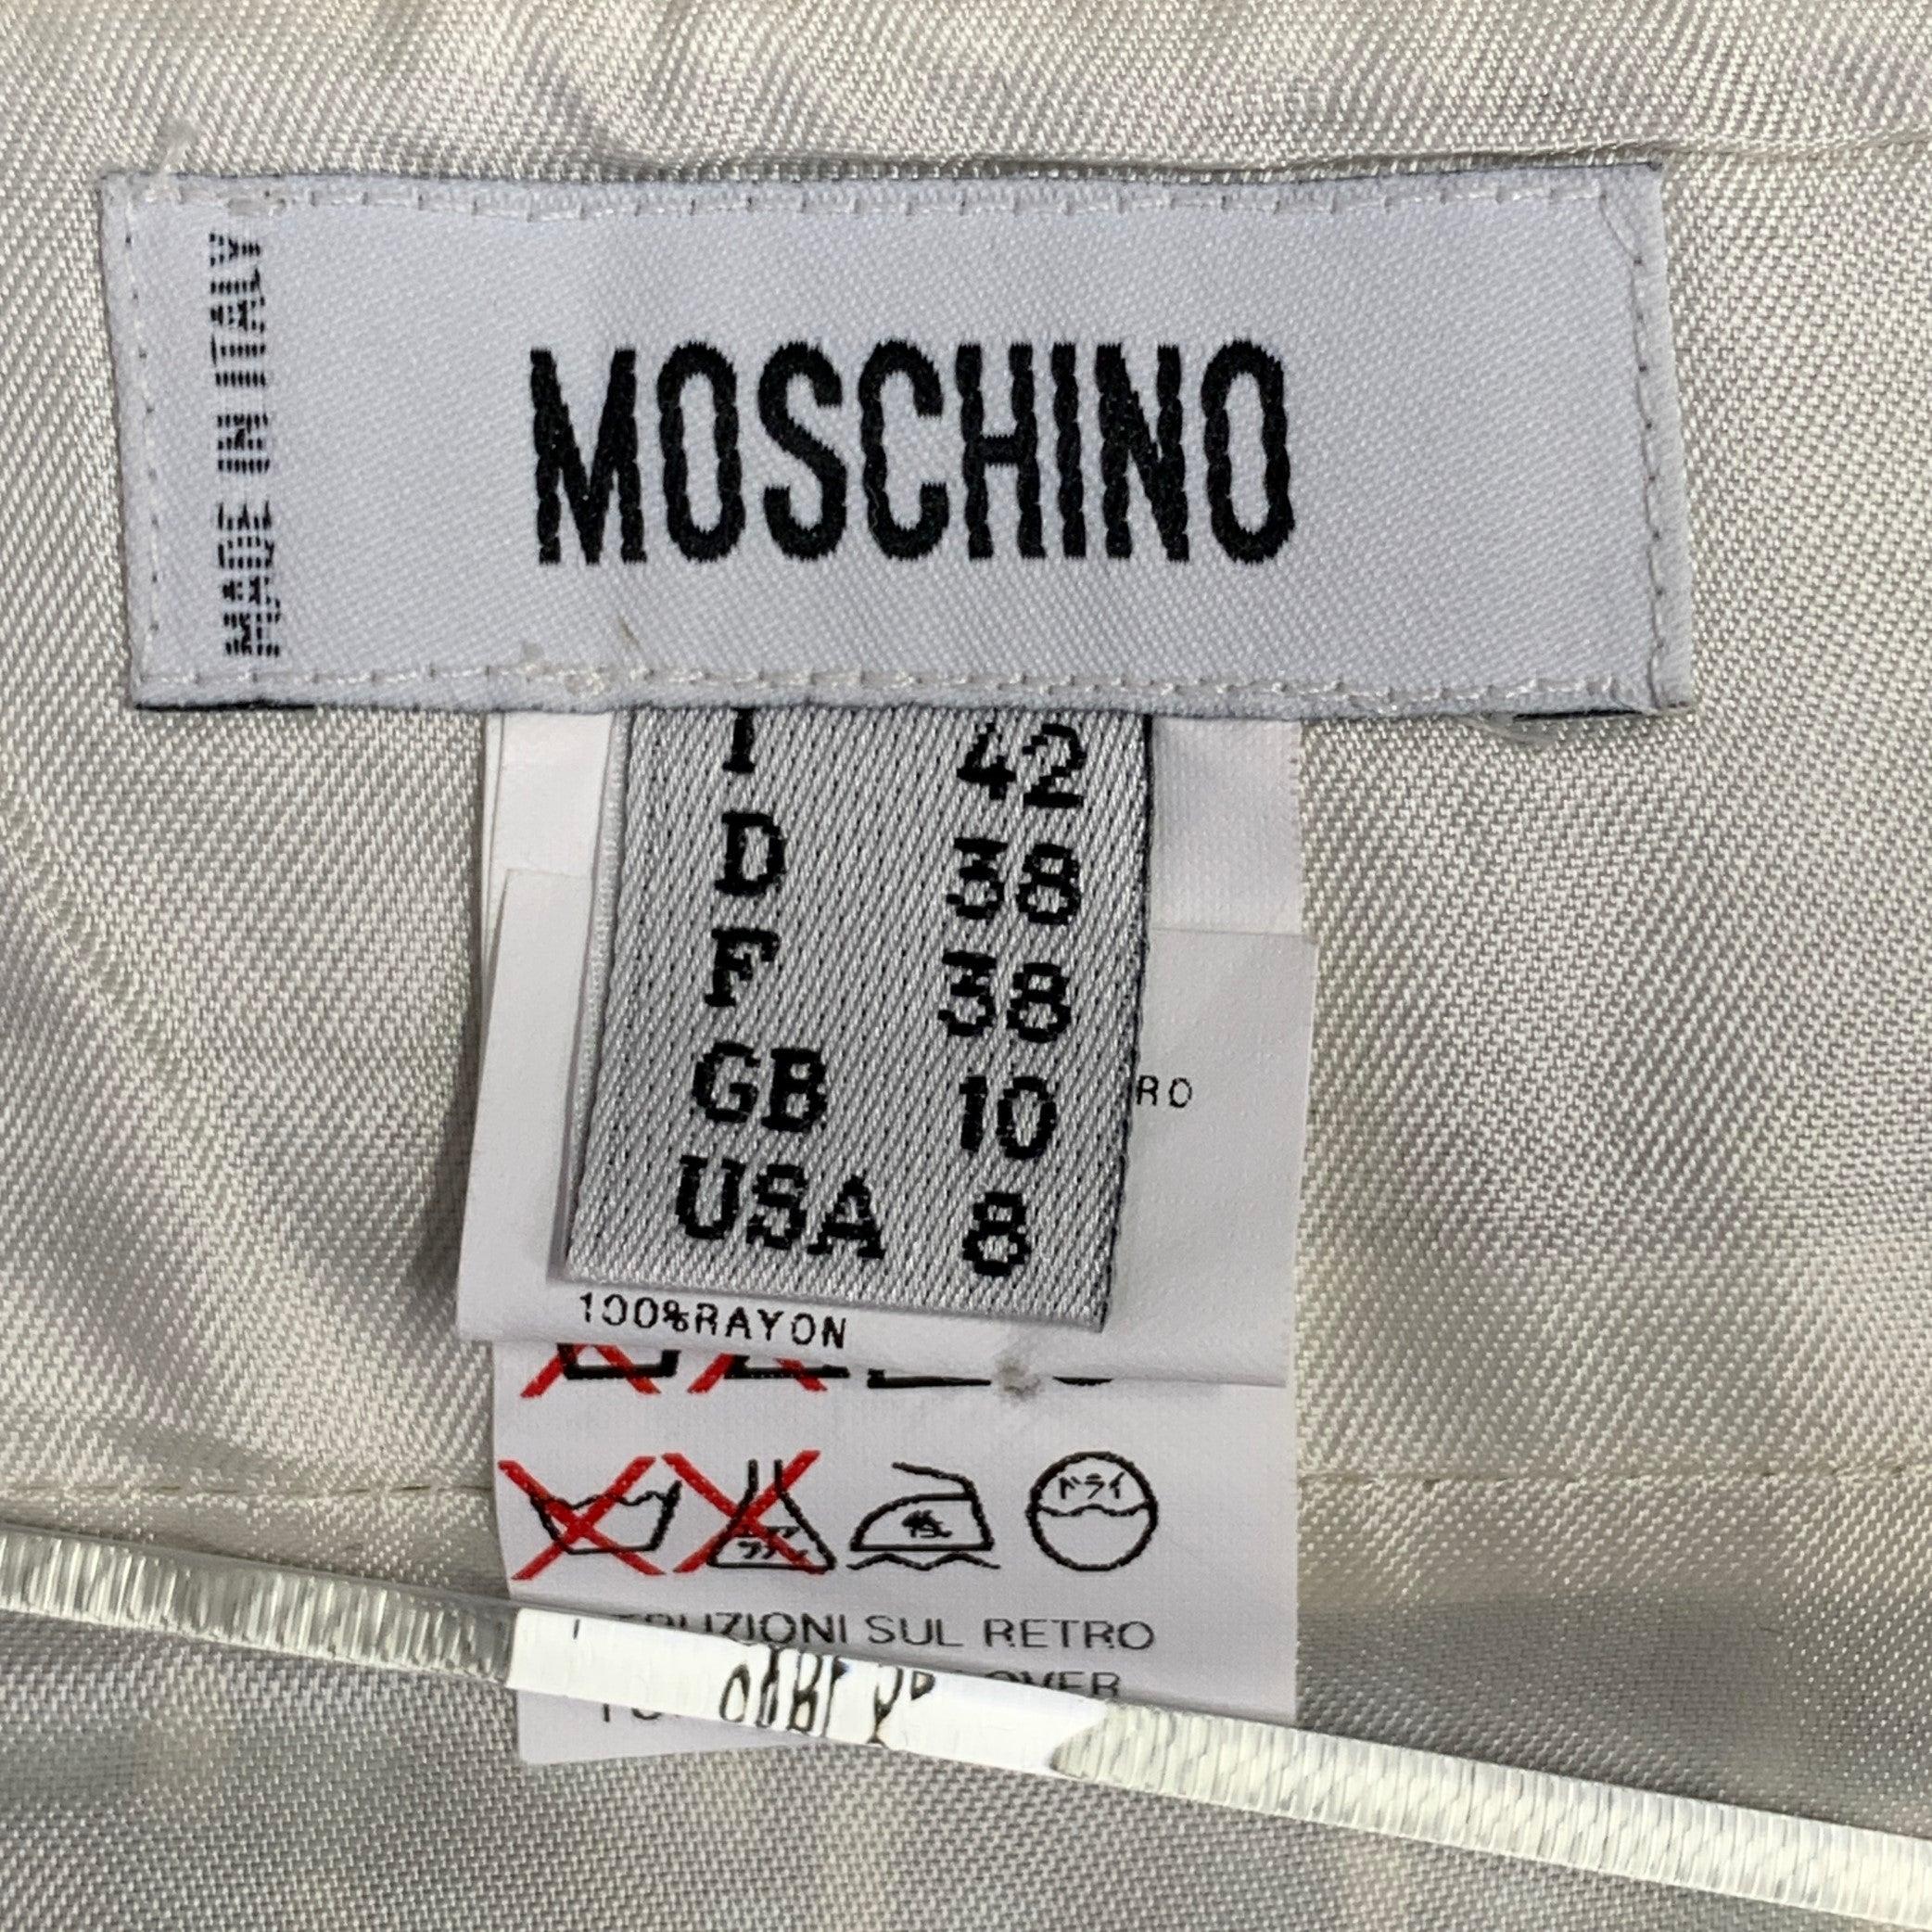 MADE IN ITALY
MOSCHINO
I 42
D 38
F 38
GB 10
USA 8
RO
100%RAYON
ドライ
SUL RETRO
OVER